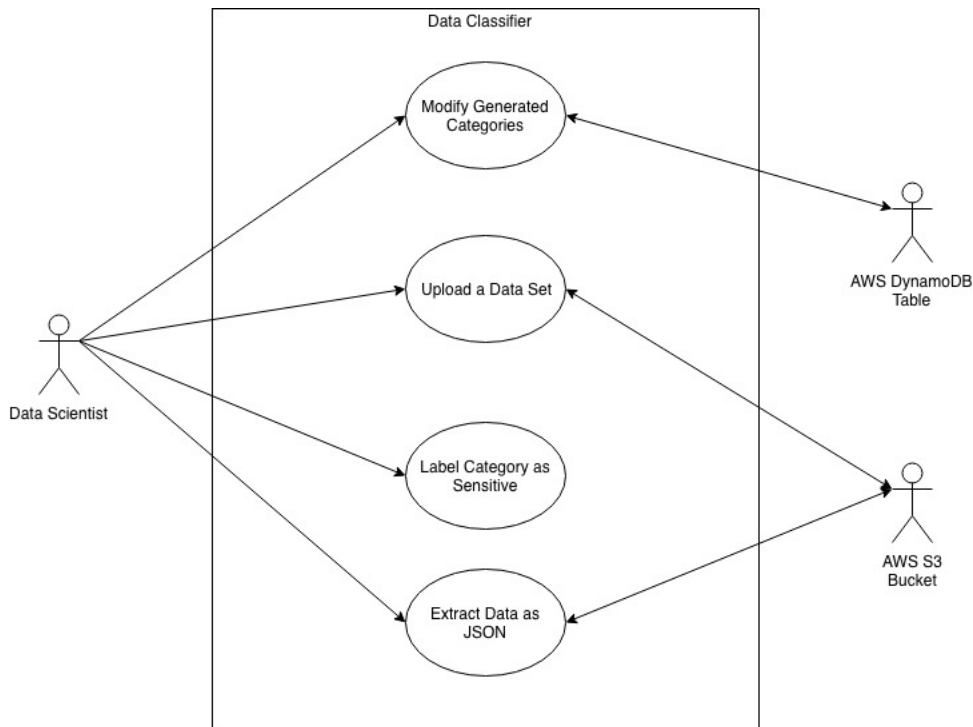 Data Classifier
Modify Generated
Categories
AWS DynamoDB
Table
Upload a Data Set
Data Scientist
Label Category as
Sensitive
AWS S3
Bucket
Extract Data as
JSON